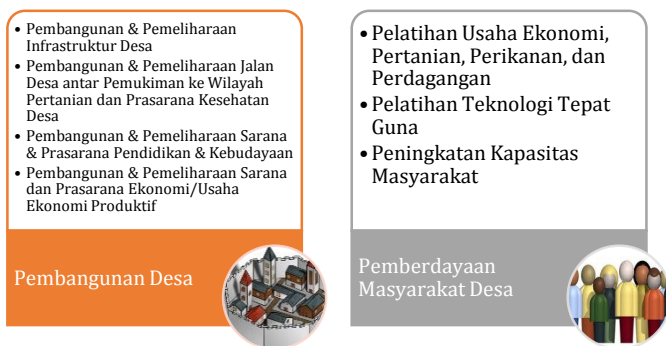 • Pembangunan & Pemeliharaan
Infrastruktur Desa
• Pembangunan & Pemeliharaan Jalan
Desa antar Pemukiman ke Wilayah
Pertanian dan Prasarana Kesehatan
Desa
• Pembangunan & Pemeliharaan Sarana
& Prasarana Pendidikan & Kebudayaan
• Pembangunan & Pemeliharaan Sarana
dan Prasarana Ekonomi/Usaha
Ekonomi Produktif
Pembangunan Desa
• Pelatihan Usaha Ekonomi,
Pertanian, Perikanan, dan
Perdagangan
• Pelatihan Teknologi Tepat
Guna
• Peningkatan Kapasitas
Masyarakat
Pemberdayaan
Masyarakat Desa